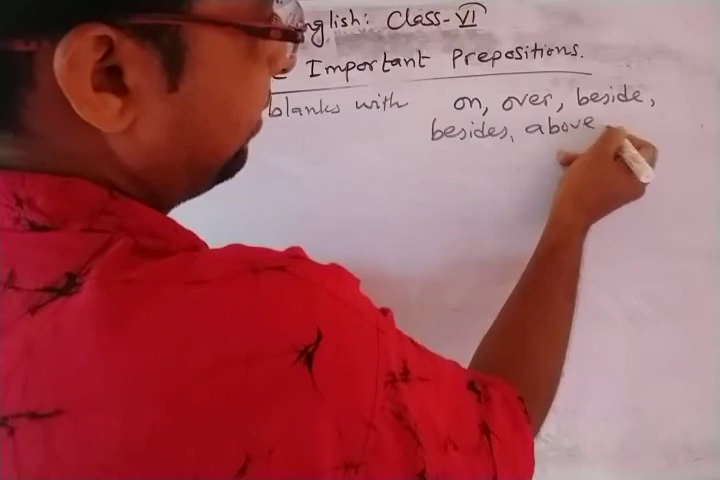 nglish: Class-VI
Important Prepositions.
blanks with on, over, beside,
besides, above